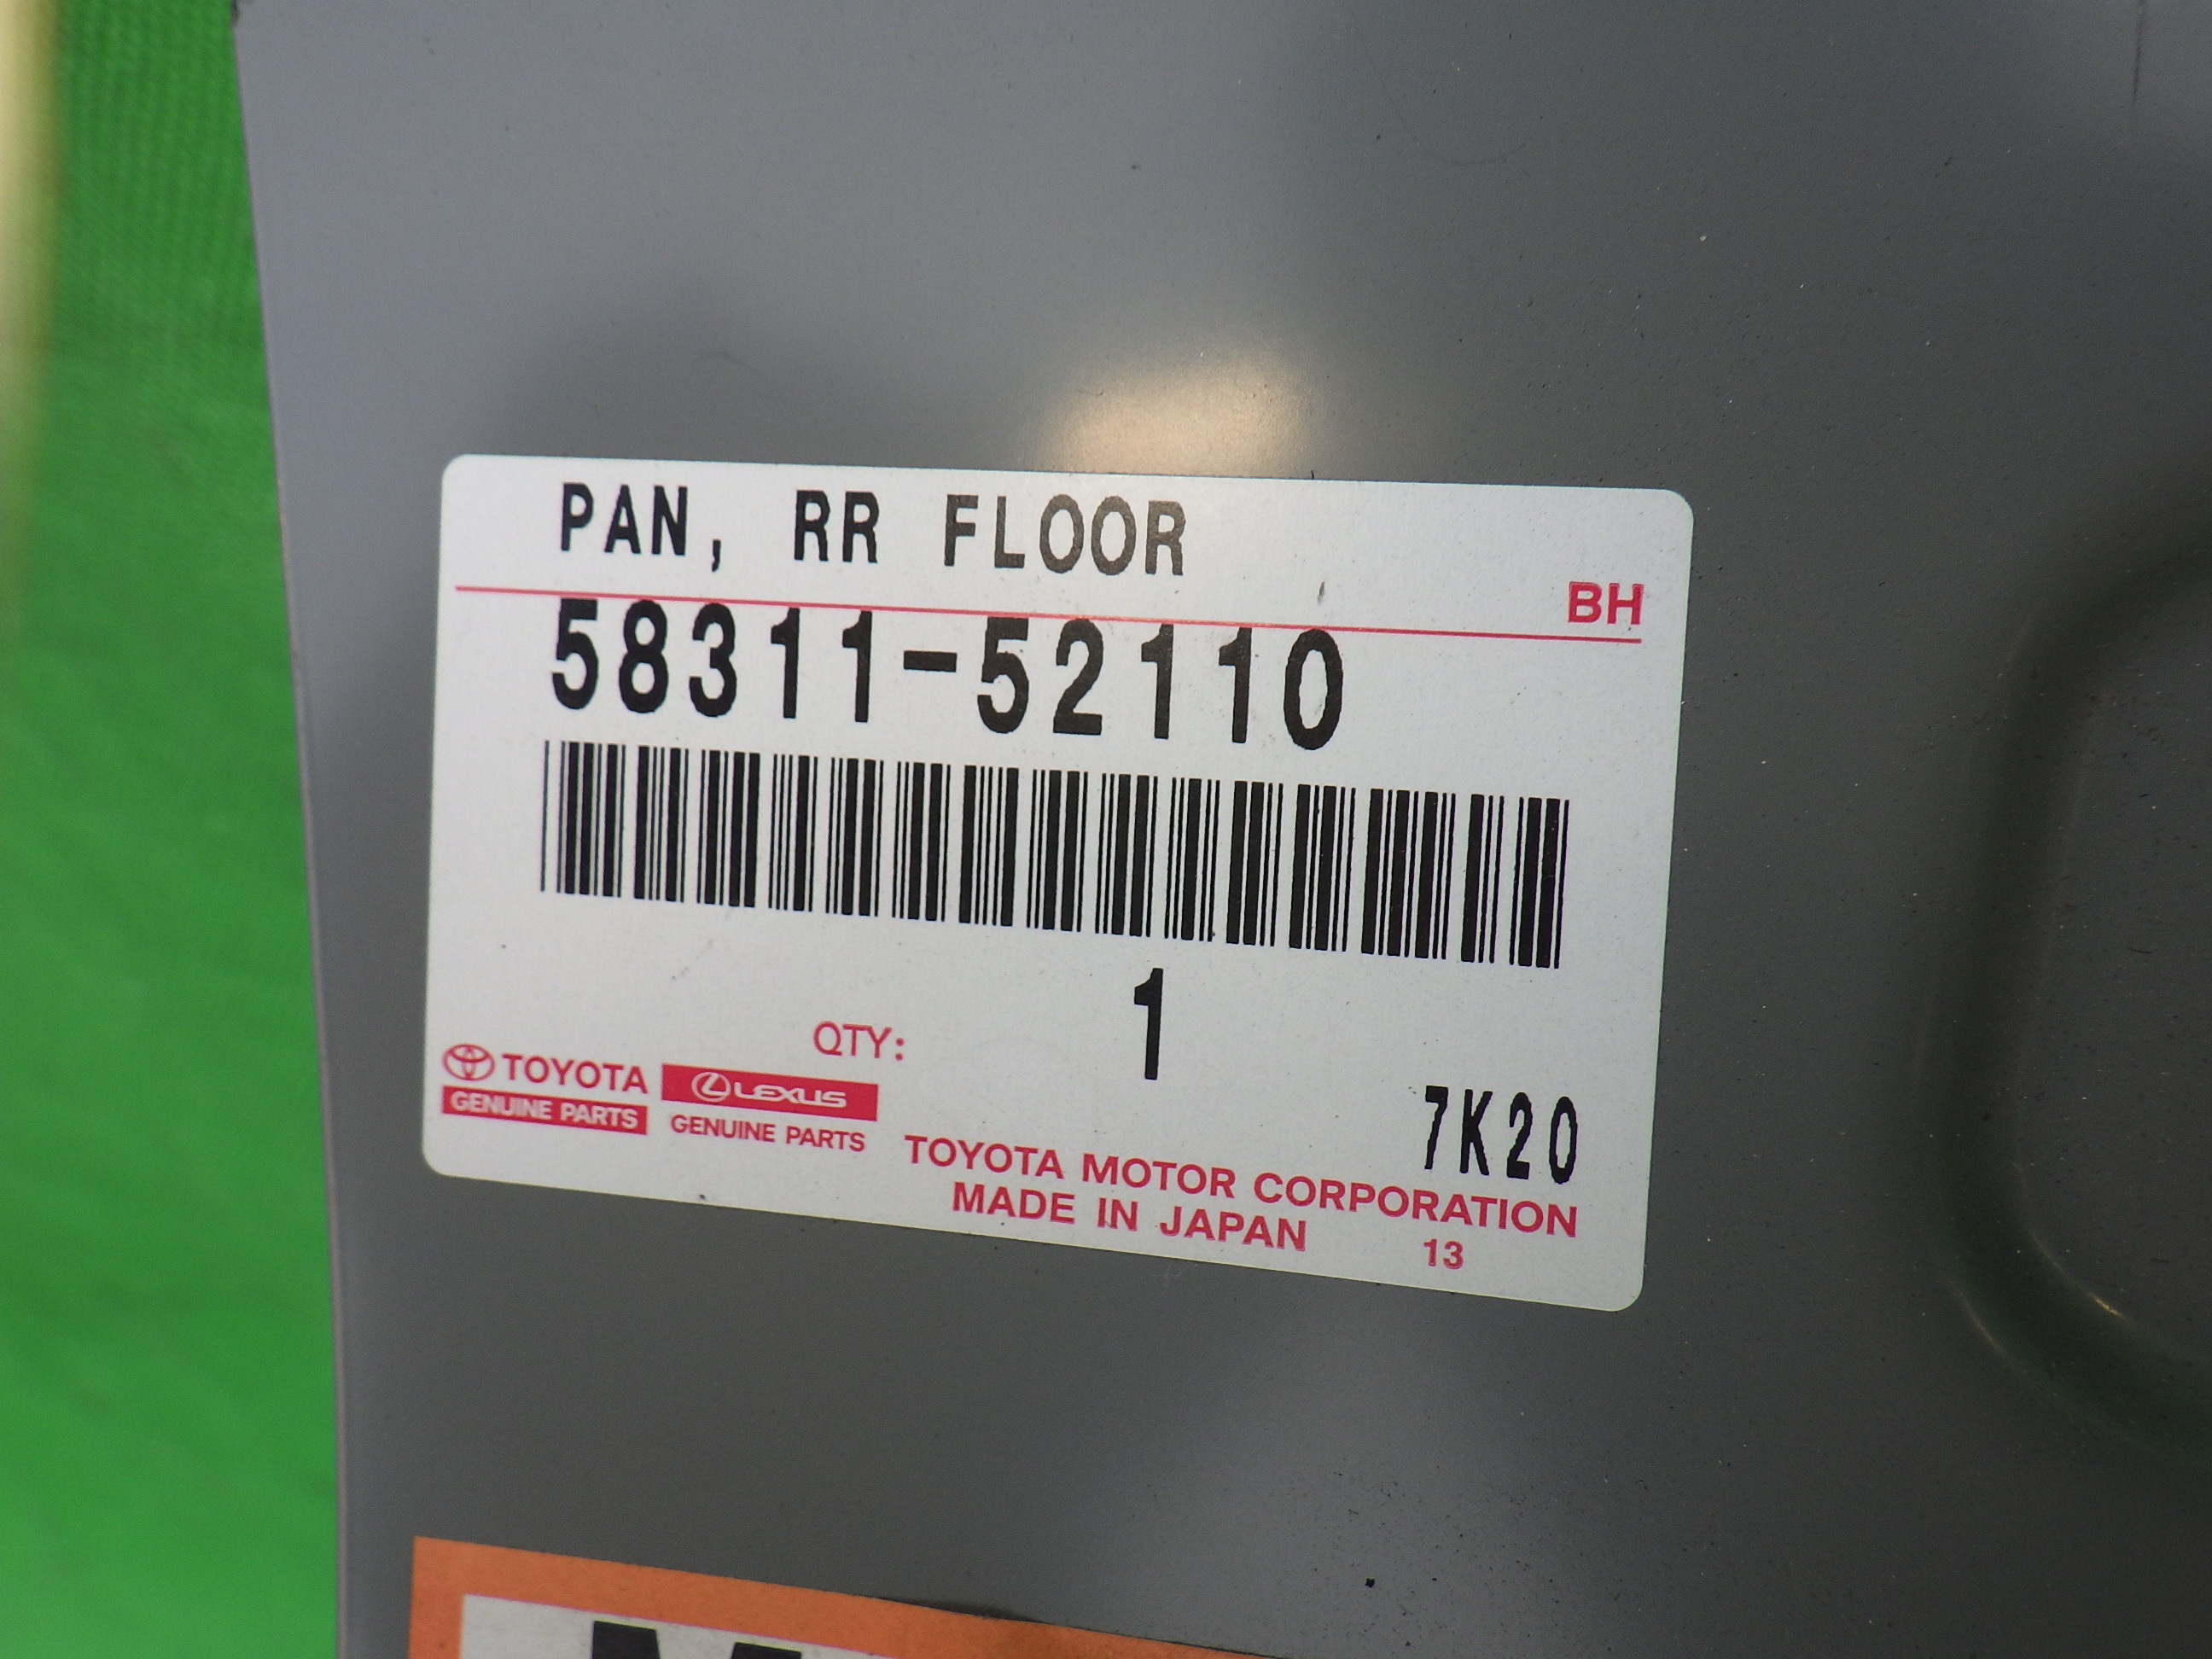 PAN, RR FLOOR
BH
58311-52110
QTY: 1
TOYOTA
GENUINE PARTS
LEXUS
GENUINE PARTS
7K20
TOYOTA MOTOR CORPORATION
MADE IN JAPAN 13